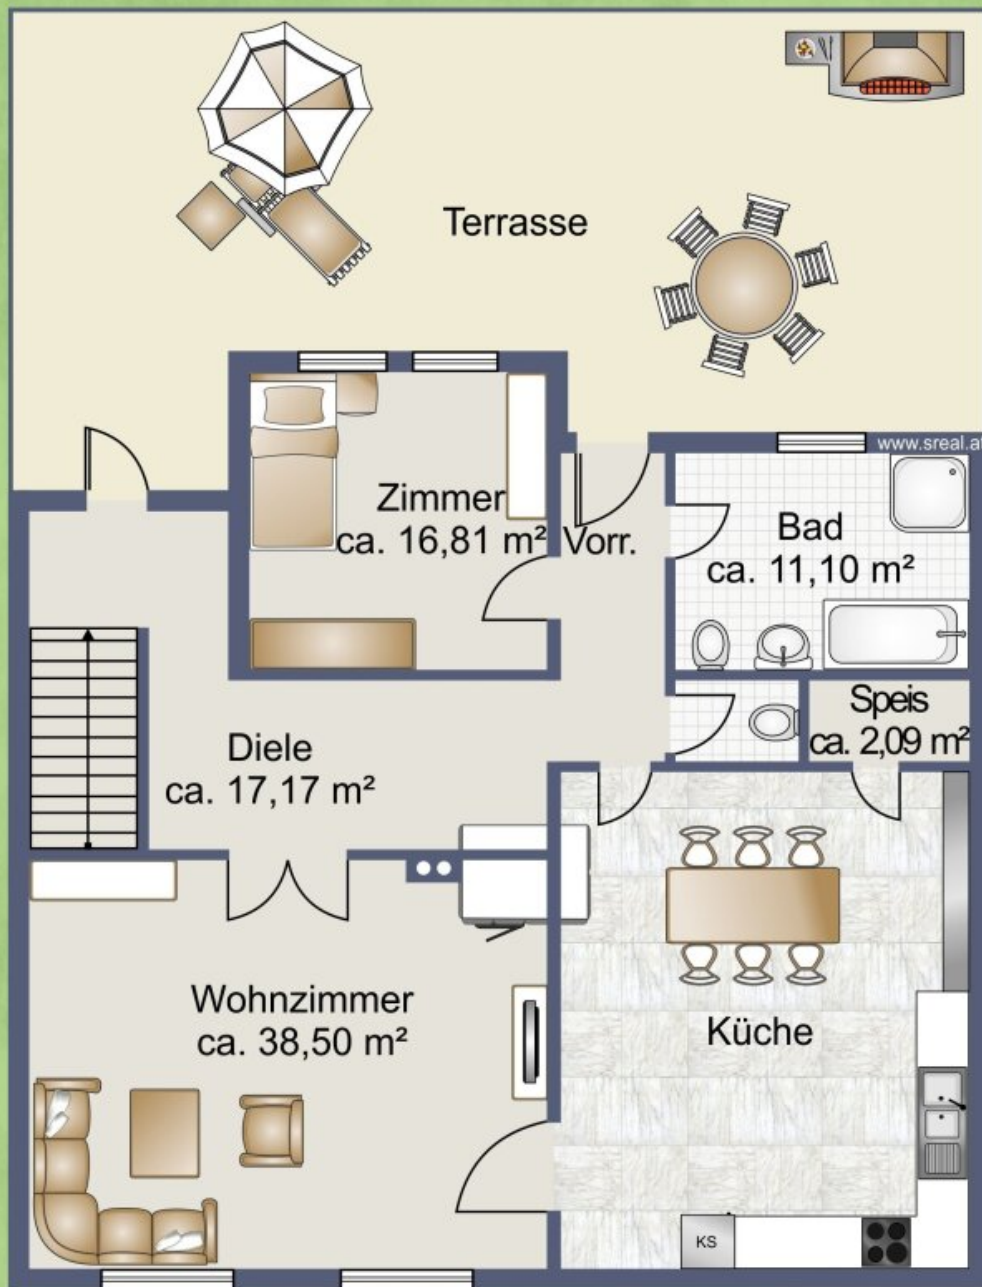 Terrasse
www.sreal.at
Zimmer
ca. 16,81 m²
Vorr.
Bad
ca. 11,10 m²
Speis
ca. 2,09 m²
Diele
ca. 17,17 m²
Wohnzimmer
ca. 38,50 m²
Küche
KS